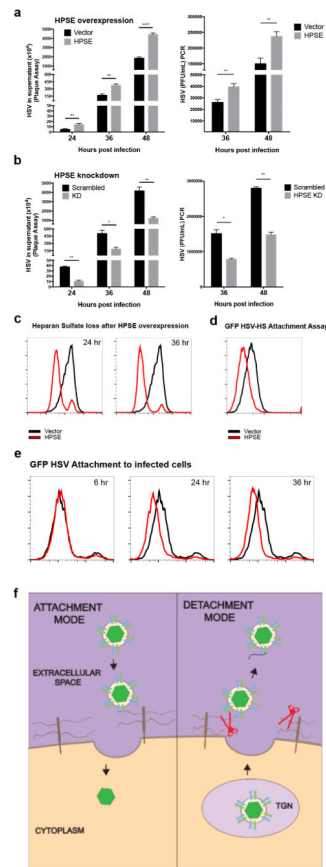 a
HPSE overexpression
Vector
HPSE
HSV in supernatant (x10⁴)
(Plaque Assay)
24
36
48
Hours post infection
Vector
HPSE
HSV (PFU/mL) PCR
36
48
Hours post infection
b
HPSE knockdown
Scrambled
KD
HSV in supernatant (x10⁴)
(Plaque Assay)
24
36
48
Hours post infection
Scrambled
HPSE KD
HSV (PFU/mL) PCR
36
48
Hours post infection
c
Heparan Sulfate loss after HPSE overexpression
24 hr
36 hr
Vector
HPSE
d
GFP HSV-HS Attachment Assay
Vector
HPSE
e
GFP HSV Attachment to infected cells
6 hr
24 hr
36 hr
f
ATTACHMENT
MODE
EXTRACELLULAR
SPACE
CYTOPLASM
DETACHMENT
MODE
TGN